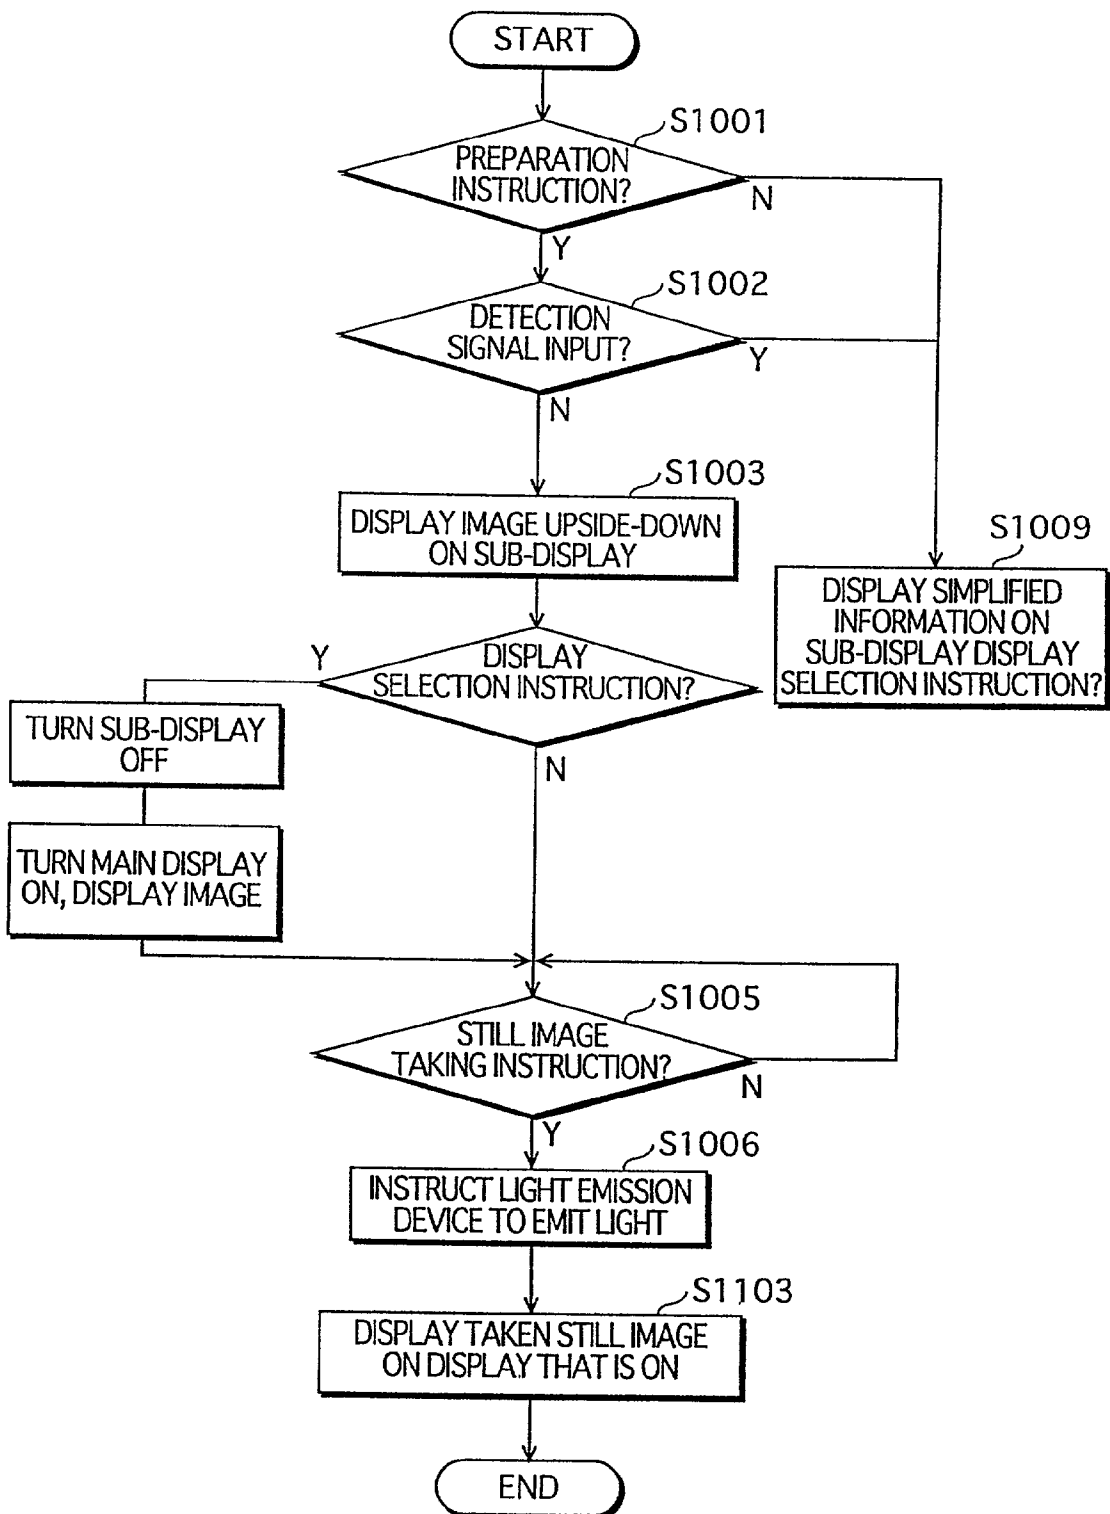 START
S1001
PREPARATION
INSTRUCTION?
N
Y
S1002
DETECTION
SIGNAL INPUT?
Y
N
S1003
DISPLAY IMAGE UPSIDE-DOWN
ON SUB-DISPLAY
S1009
DISPLAY SIMPLIFIED
INFORMATION ON
SUB-DISPLAY DISPLAY
SELECTION INSTRUCTION?
Y
DISPLAY
SELECTION INSTRUCTION?
N
TURN SUB-DISPLAY
OFF
TURN MAIN DISPLAY
ON, DISPLAY IMAGE
S1005
STILL IMAGE
TAKING INSTRUCTION?
N
Y
S1006
INSTRUCT LIGHT EMISSION
DEVICE TO EMIT LIGHT
S1103
DISPLAY TAKEN STILL IMAGE
ON DISPLAY THAT IS ON
END